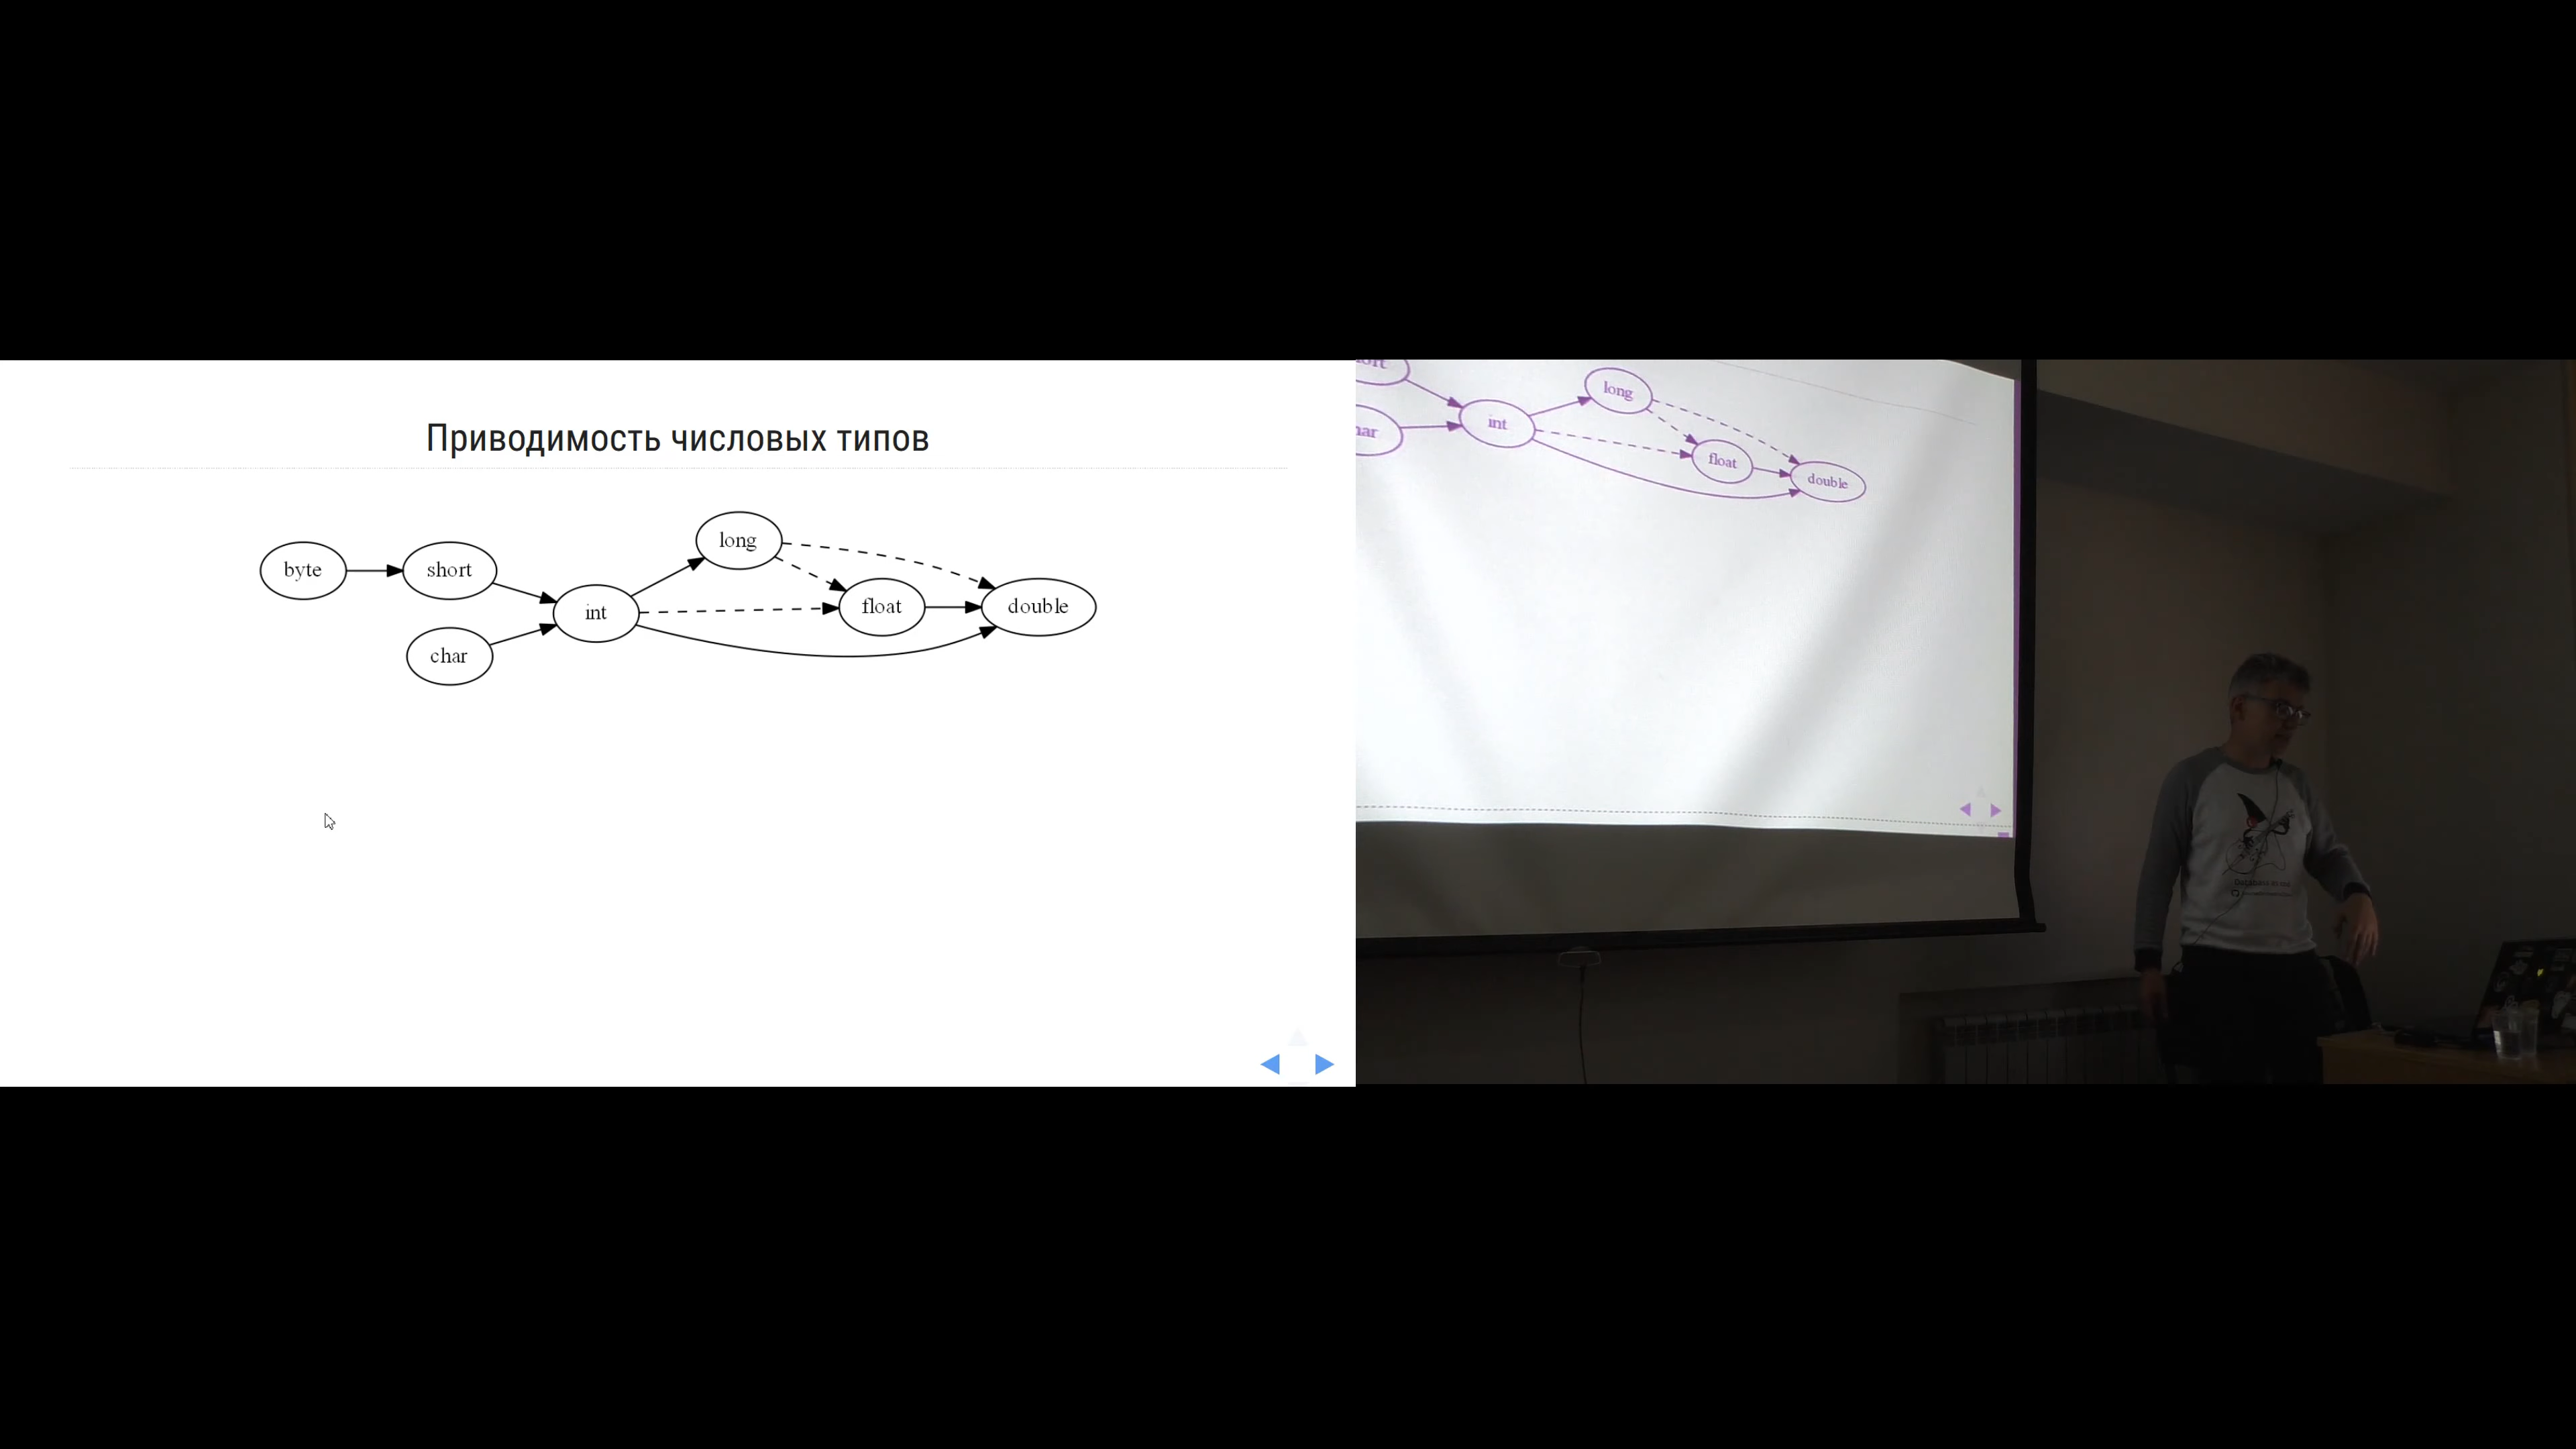 Приводимость числовых типов
long
byte
short
int
float
double
char
long
int
float
double